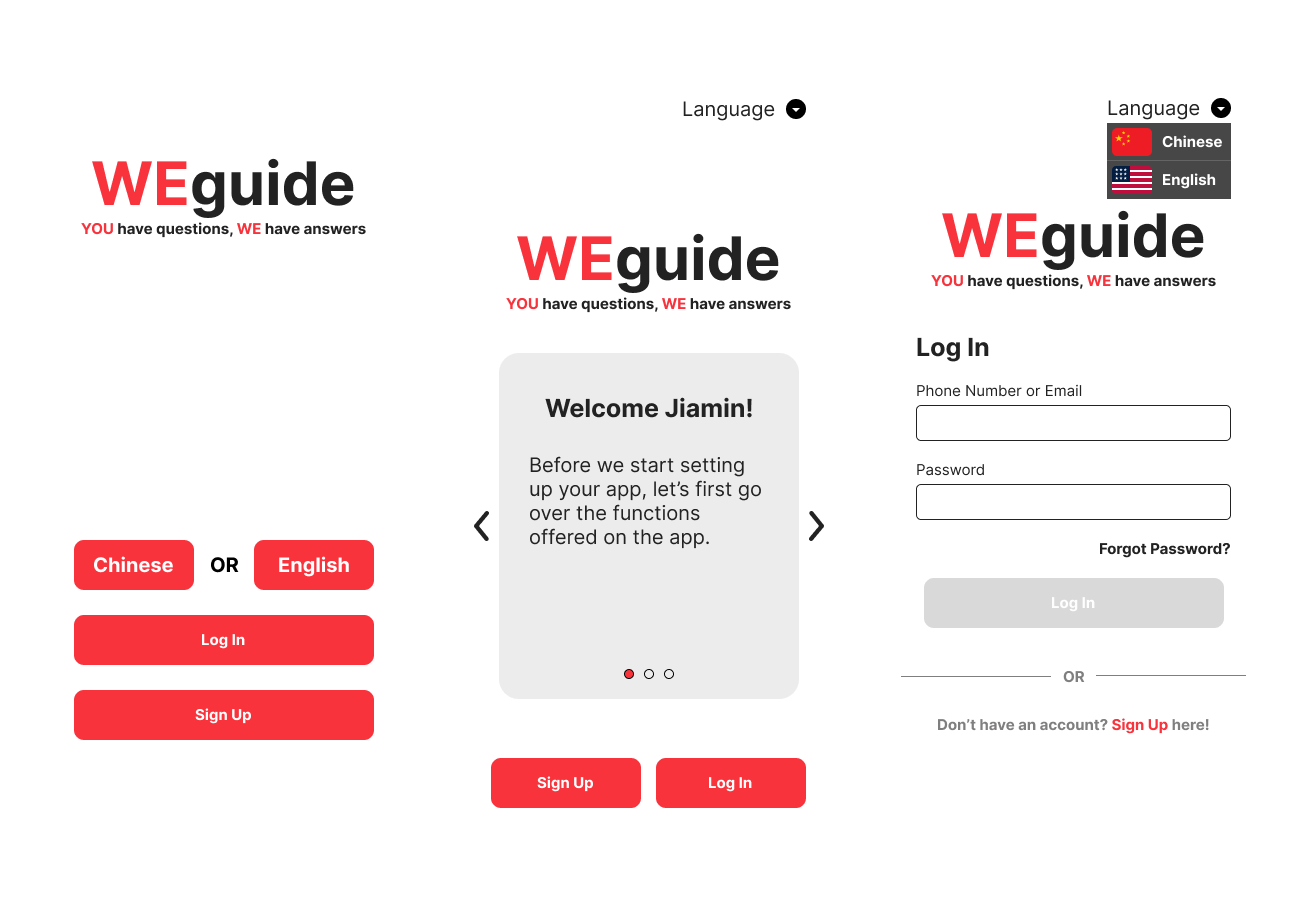 WEguide
YOU have questions, WE have answers
Chinese OR English
Log In
Sign Up
Language
WEguide
YOU have questions, WE have answers
Welcome Jiamin!
Before we start setting
up your app, let’s first go
over the functions
offered on the app.
Sign Up
Log In
Language
Chinese
English
WEguide
YOU have questions, WE have answers
Log In
Phone Number or Email
Password
Forgot Password?
Log In
OR
Don’t have an account? Sign Up here!